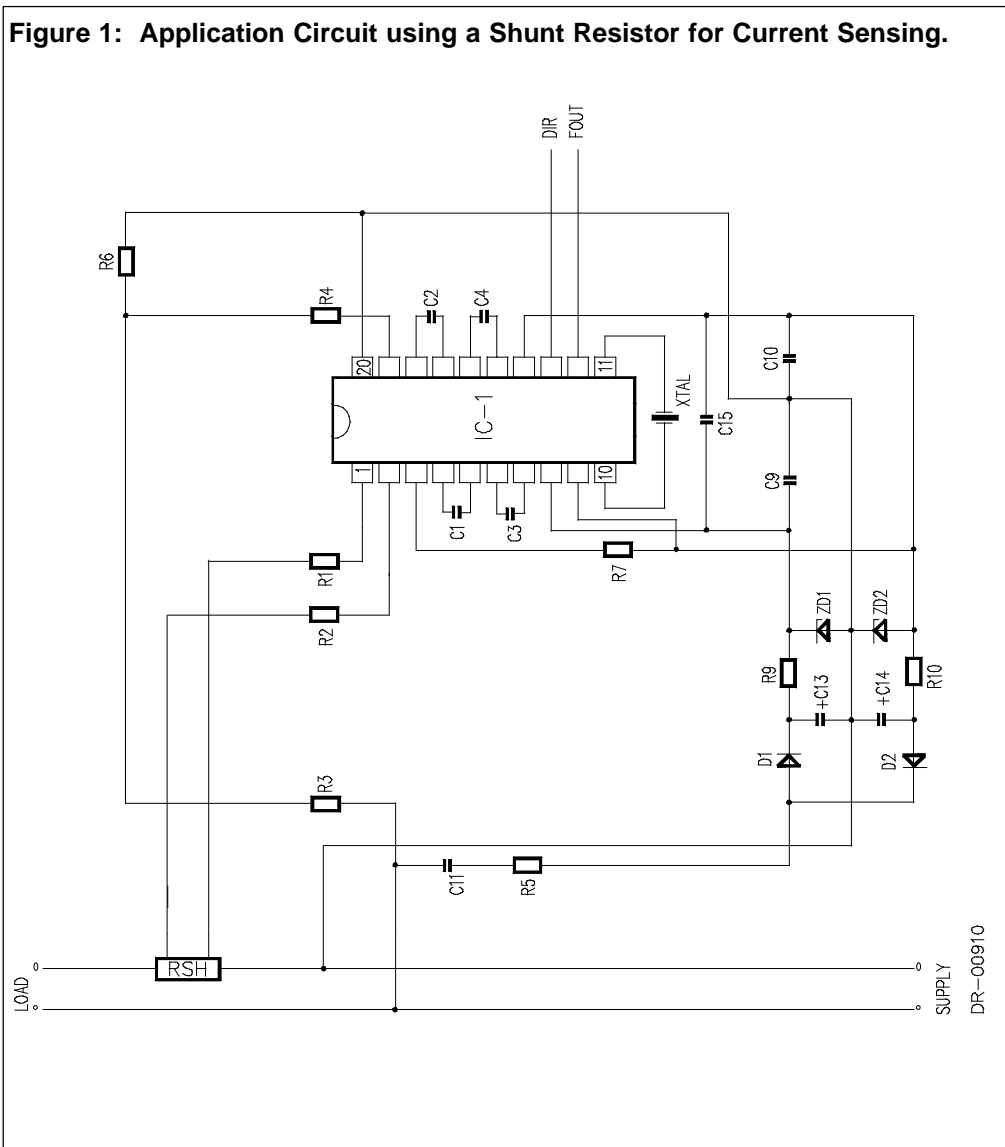 Figure 1: Application Circuit using a Shunt Resistor for Current Sensing.
DIR
FOUT
R6
R4
C2
C4
20
11
C10
IC-1
XTAL
C15
1
10
C9
C1
C3
R1
R7
R2
ZD1
ZD2
R9
+C13
+C14
R10
D1
D2
R3
C11
R5
LOAD
RSH
SUPPLY
DR-00910